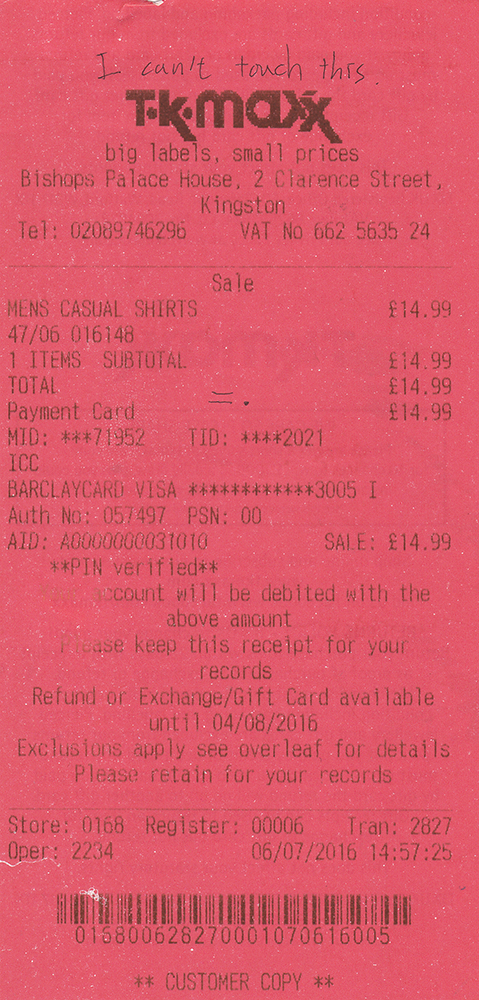 I can't touch this.
T·K·maxx
big labels, small prices
Bishops Palace House, 2 Clarence Street,
Kingston
Tel: 02089746296 VAT No 662 5635 24
Sale
MENS CASUAL SHIRTS £14.99
47/06 016148
1 ITEMS SUBTOTAL £14.99
TOTAL £14.99
Payment Card £14.99
MID: ***71952 TID: ****2021
ICC
BARCLAYCARD VISA ************3005 I
Auth No: 057497 PSN: 00
AID: A0000000031010 SALE: £14.99
**PIN Verified**
account will be debited with the
above amount
Please keep this receipt for your
records
Refund or Exchange/Gift Card available
until 04/08/2016
Exclusions apply see overleaf for details
Please retain for your records
Store: 0168 Register: 00006 Tran: 2827
Oper: 2234 06/07/2016 14:57:25
016800628270001070616005
** CUSTOMER COPY **